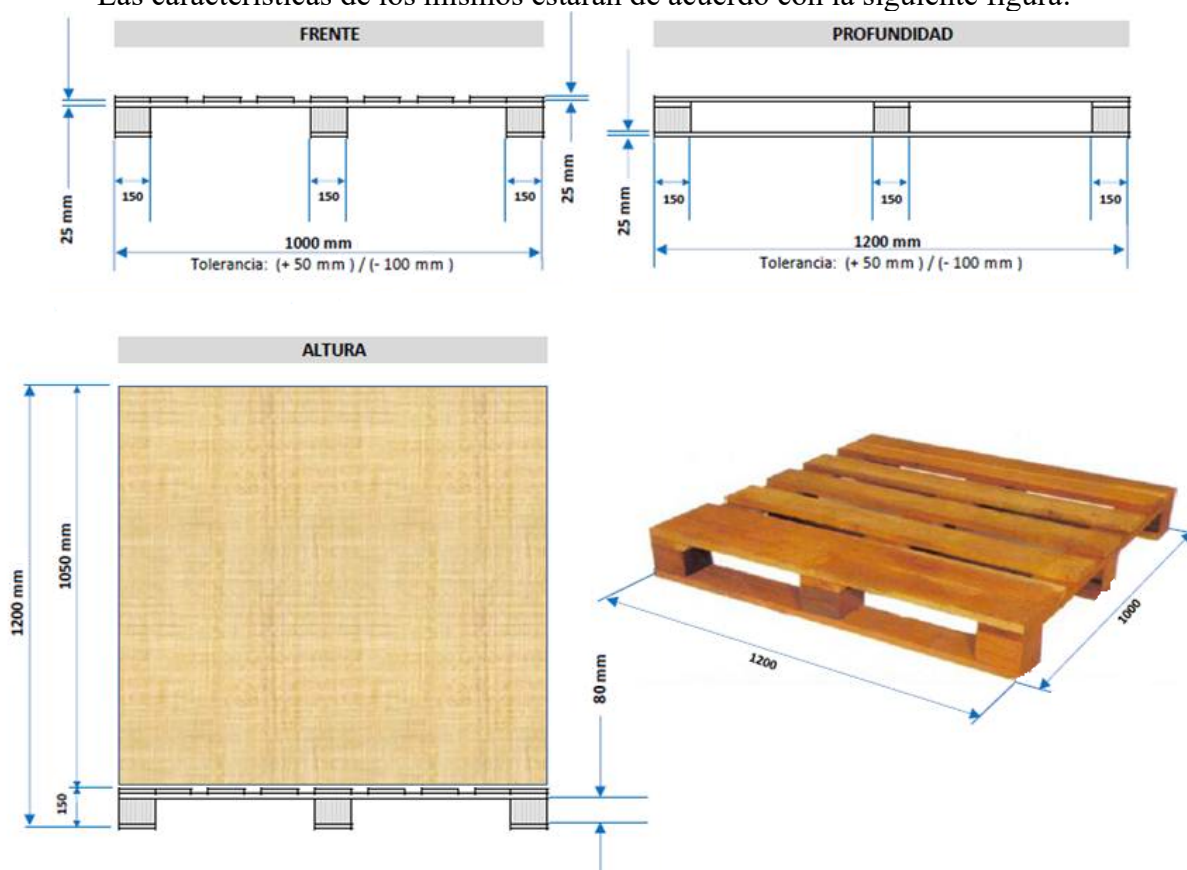 Las características de los mismos estarán de acuerdo con la siguiente figura:
FRENTE
25 mm
150
150
150
25 mm
1000 mm
Tolerancia: (+ 50 mm ) / (- 100 mm )
PROFUNDIDAD
25 mm
150
150
150
1200 mm
Tolerancia: (+ 50 mm ) / (- 100 mm )
ALTURA
1200 mm
1050 mm
150
80 mm
1200
1000